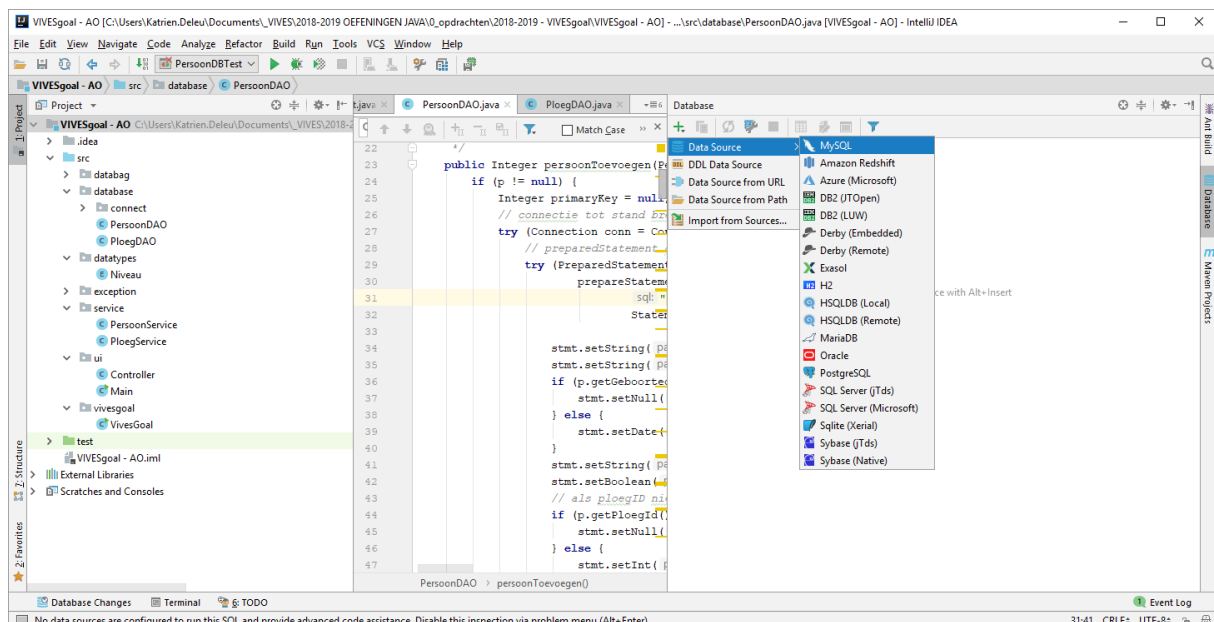 VIVESgoal - AO [C:\Users\Katrien.Deleu\Documents\_VIVES\2018-2019 OEFENINGEN JAVA\0_opdrachten\2018-2019 - VIVESgoal\VIVESgoal - AO] - ...\src\database\PersoonDAO.java [VIVESgoal - AO] - IntelliJ IDEA
File Edit View Navigate Code Analyze Refactor Build Run Tools VCS Window Help
PersoonDBTest
VIVESgoal - AO src database PersoonDAO
Project
t.java PersoonDAO.java PloegDAO.java
Database
1: Project
VIVESgoal - AO C:\Users\Katrien.Deleu\Documents\_VIVES\2018-2
.idea
src
databag
database
connect
PersoonDAO
PloegDAO
datatypes
Niveau
exception
service
PersoonService
PloegService
ui
Controller
Main
vivesgoal
VivesGoal
test
VIVESgoal - AO.iml
External Libraries
Scratches and Consoles
7: Structure
2: Favorites
Match Case
22 */
23 public Integer persoonToevoegen(Pe
24 if (p != null) {
25 Integer primaryKey = null
26 // connectie tot stand br
27 try (Connection conn = Con
28 // preparedStatement
29 try (PreparedStatement
30 prepareStateme
31 sql: "
32 Statem
33
34 stmt.setString( pa
35 stmt.setString( pa
36 if (p.getGeboorted
37 stmt.setNull(
38 } else {
39 stmt.setDate(
40 }
41 stmt.setString( pa
42 stmt.setBoolean(
43 // als ploegID nie
44 if (p.getPloegId()
45 stmt.setNull(
46 } else {
47 stmt.setInt(
PersoonDAO persoonToevoegen()
Data Source
DDL Data Source
Data Source from URL
Data Source from Path
Import from Sources...
MySQL
Amazon Redshift
Azure (Microsoft)
DB2 (JTOpen)
DB2 (LUW)
Derby (Embedded)
Derby (Remote)
Exasol
H2
HSQLDB (Local)
HSQLDB (Remote)
MariaDB
Oracle
PostgreSQL
SQL Server (jTds)
SQL Server (Microsoft)
Sqlite (Xerial)
Sybase (jTds)
Sybase (Native)
ce with Alt+Insert
Ant Build
Database
Maven Projects
Database Changes Terminal 6: TODO
1 Event Log
No data sources are configured to run this SQL and provide advanced code assistance. Disable this inspection via problem menu (Alt+Enter).
31:41 CRLF UTF-8